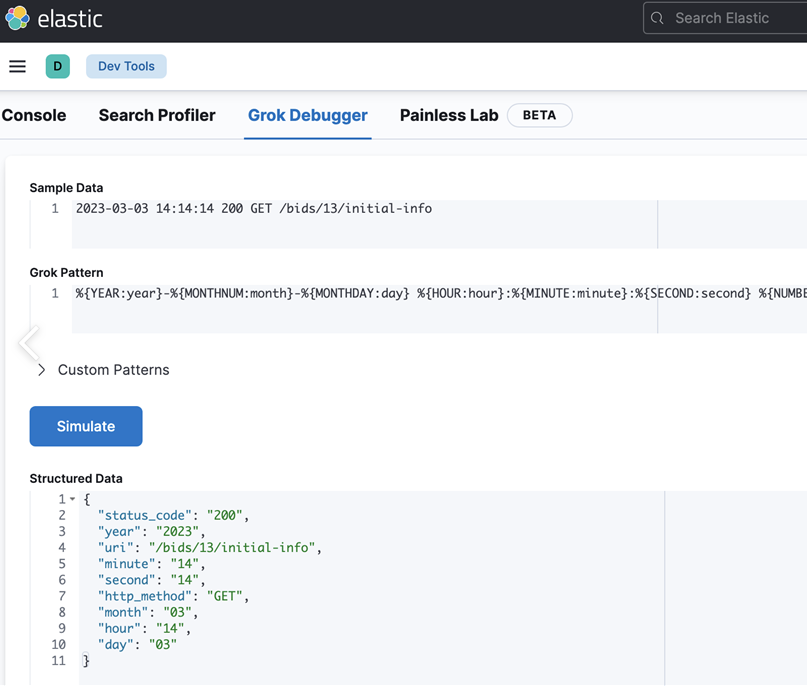 elastic
Search Elastic
D
Dev Tools
Console Search Profiler Grok Debugger Painless Lab BETA
Sample Data
1 2023-03-03 14:14:14 200 GET /bids/13/initial-info
Grok Pattern
1 %{YEAR:year}-%{MONTHNUM:month}-%{MONTHDAY:day} %{HOUR:hour}:%{MINUTE:minute}:%{SECOND:second} %{NUMBE
Custom Patterns
Simulate
Structured Data
1 {
2 "status_code": "200",
3 "year": "2023",
4 "uri": "/bids/13/initial-info",
5 "minute": "14",
6 "second": "14",
7 "http_method": "GET",
8 "month": "03",
9 "hour": "14",
10 "day": "03"
11 }